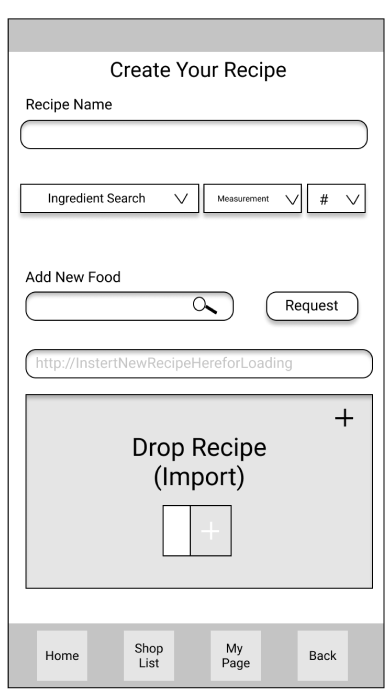 Create Your Recipe
Recipe Name
Ingredient Search Measurement #
Add New Food
Request
http://InstertNewRecipeHereforLoading
+
Drop Recipe
(Import)
+
Home Shop List My Page Back